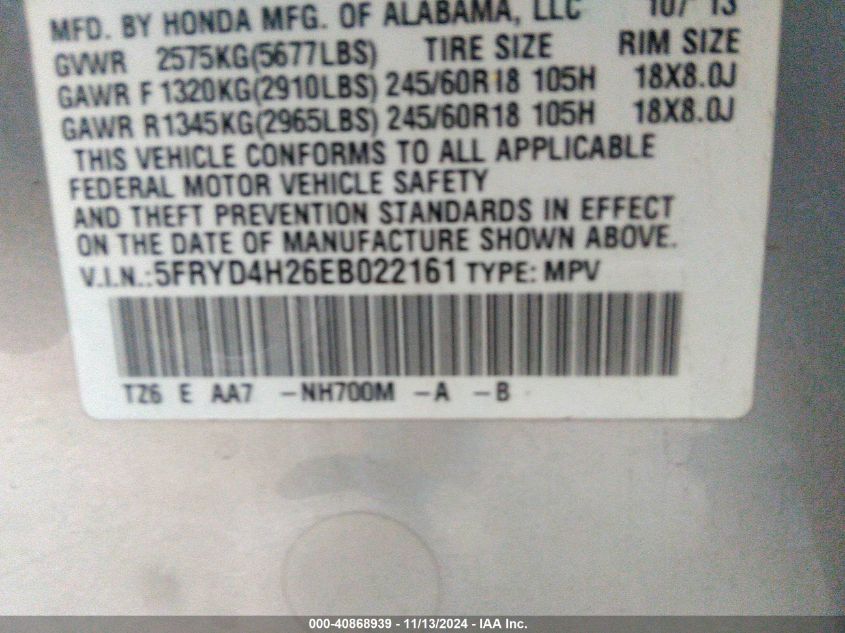 MFD. BY HONDA MFG. OF ALABAMA, LLC 10/ 13
GVWR 2575KG(5677LBS) TIRE SIZE RIM SIZE
GAWR F 1320KG(2910LBS) 245/60R18 105H 18X8.0J
GAWR R1345KG(2965LBS) 245/60R18 105H 18X8.0J
THIS VEHICLE CONFORMS TO ALL APPLICABLE
FEDERAL MOTOR VEHICLE SAFETY
AND THEFT PREVENTION STANDARDS IN EFFECT
ON THE DATE OF MANUFACTURE SHOWN ABOVE.
V.I.N.:5FRYD4H26EB022161 TYPE: MPV
TZ6 E AA7 -NH700M -A -B
000-40868939 - 11/13/2024 - IAA Inc.